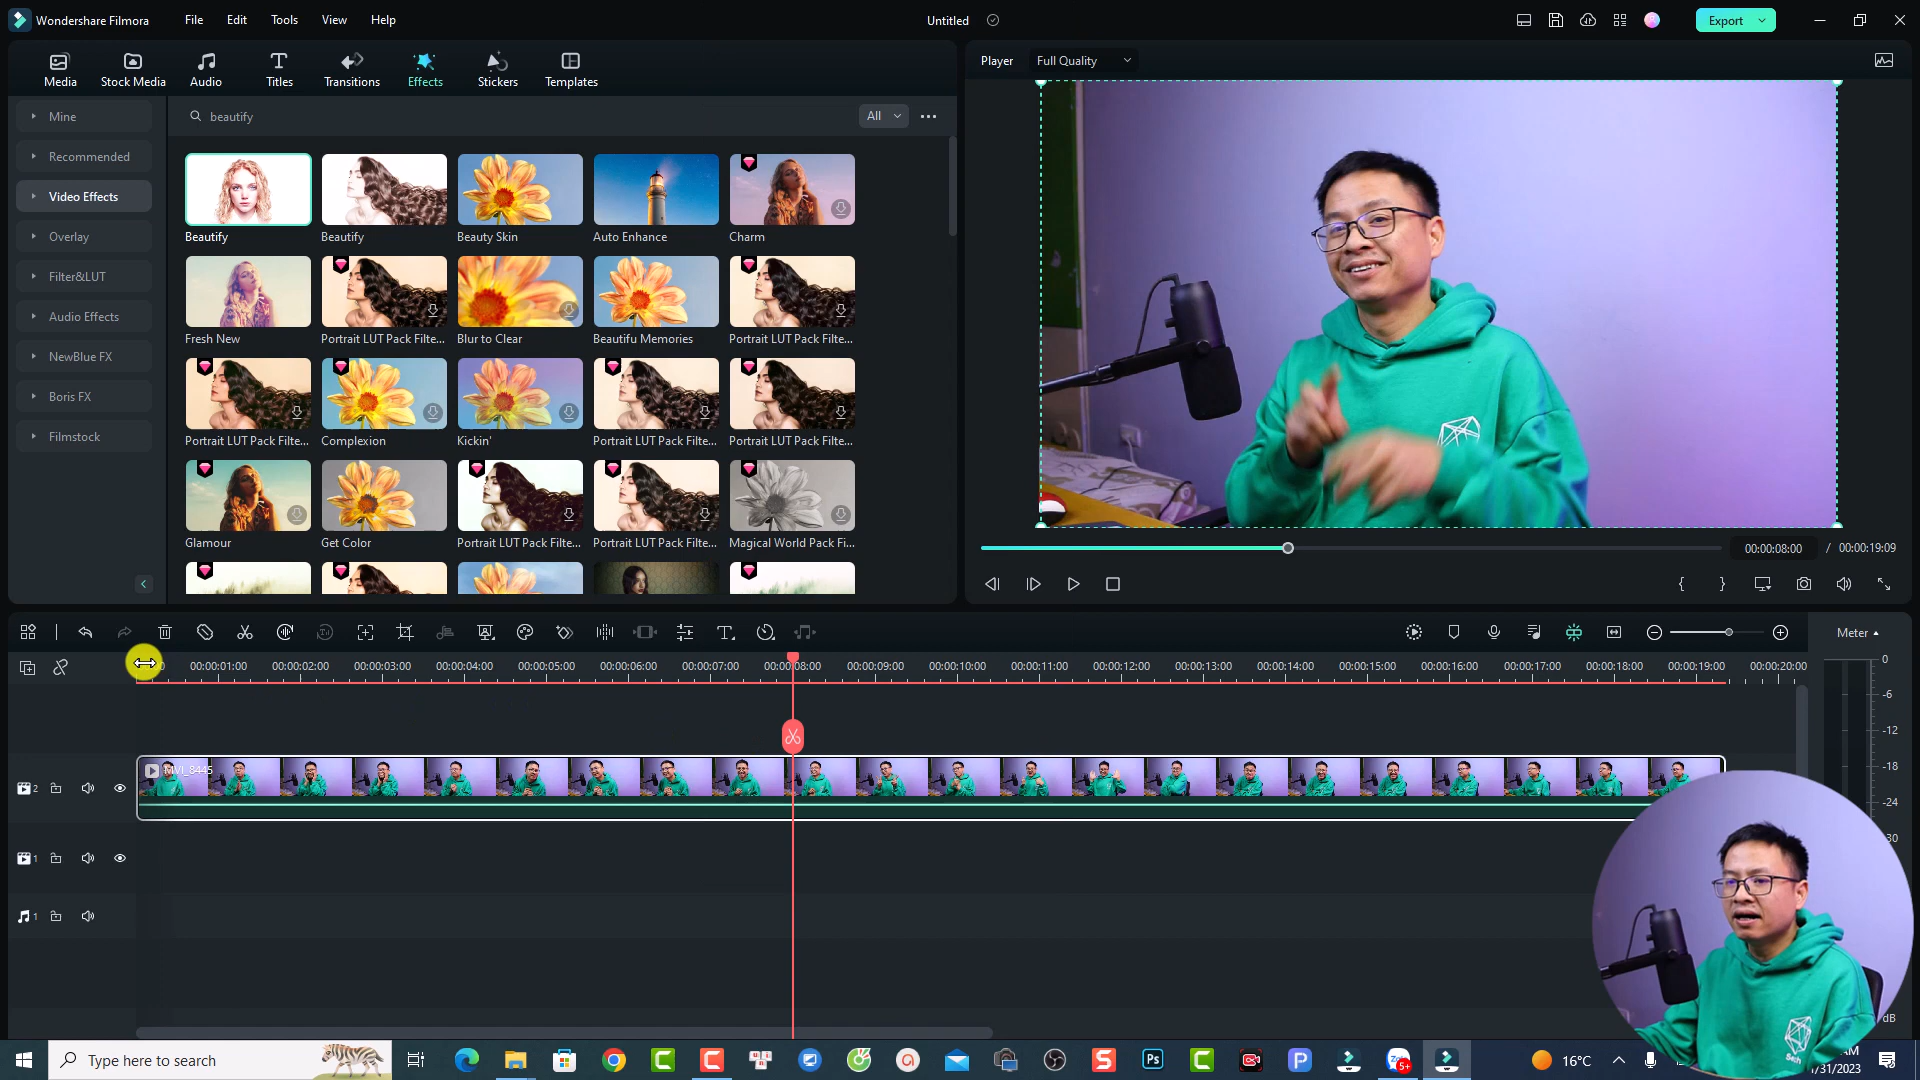 Wondershare Filmora File Edit Tools View Help Untitled Export
Media Stock Media Audio Titles Transitions Effects Stickers Templates
Player Full Quality
Mine
Recommended
Video Effects
Overlay
Filter&LUT
Audio Effects
NewBlue FX
Boris FX
Filmstock
beautify All
Beautify Beautify Beauty Skin Auto Enhance Charm
Fresh New Portrait LUT Pack Filte... Blur to Clear Beautifu Memories Portrait LUT Pack Filte...
Portrait LUT Pack Filte... Complexion Kickin' Portrait LUT Pack Filte... Portrait LUT Pack Filte...
Glamour Get Color Portrait LUT Pack Filte... Portrait LUT Pack Filte... Magical World Pack Fi...
00:00:08:00 / 00:00:19:09
Meter
00:00:01:00 00:00:02:00 00:00:03:00 00:00:04:00 00:00:05:00 00:00:06:00 00:00:07:00 00:00:08:00 00:00:09:00 00:00:10:00 00:00:11:00 00:00:12:00 00:00:13:00 00:00:14:00 00:00:15:00 00:00:16:00 00:00:17:00 00:00:18:00 00:00:19:00 00:00:20:00
0
-6
-12
-18
-24
30
dB
MVI_8445
2
1
1
Type here to search
Ps
5+
16°C
AM
1/31/2023